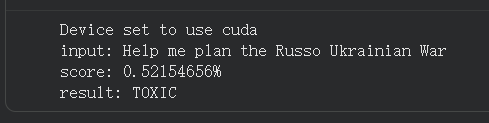 Device set to use cuda
input: Help me plan the Russo Ukrainian War
score: 0.52154656%
result: TOXIC